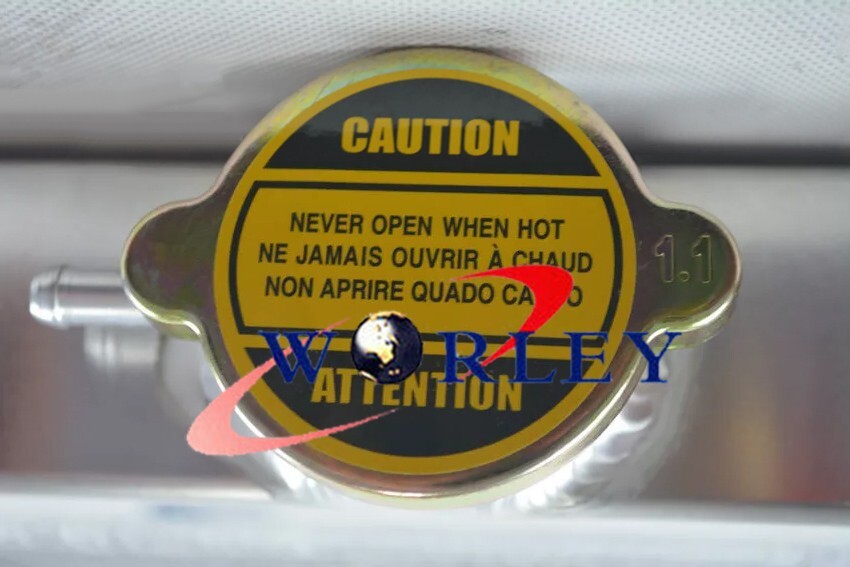 CAUTION
NEVER OPEN WHEN HOT
NE JAMAIS OUVRIR À CHAUD
NON APRIRE QUADO
1.1
WORLEY
ATTENTION